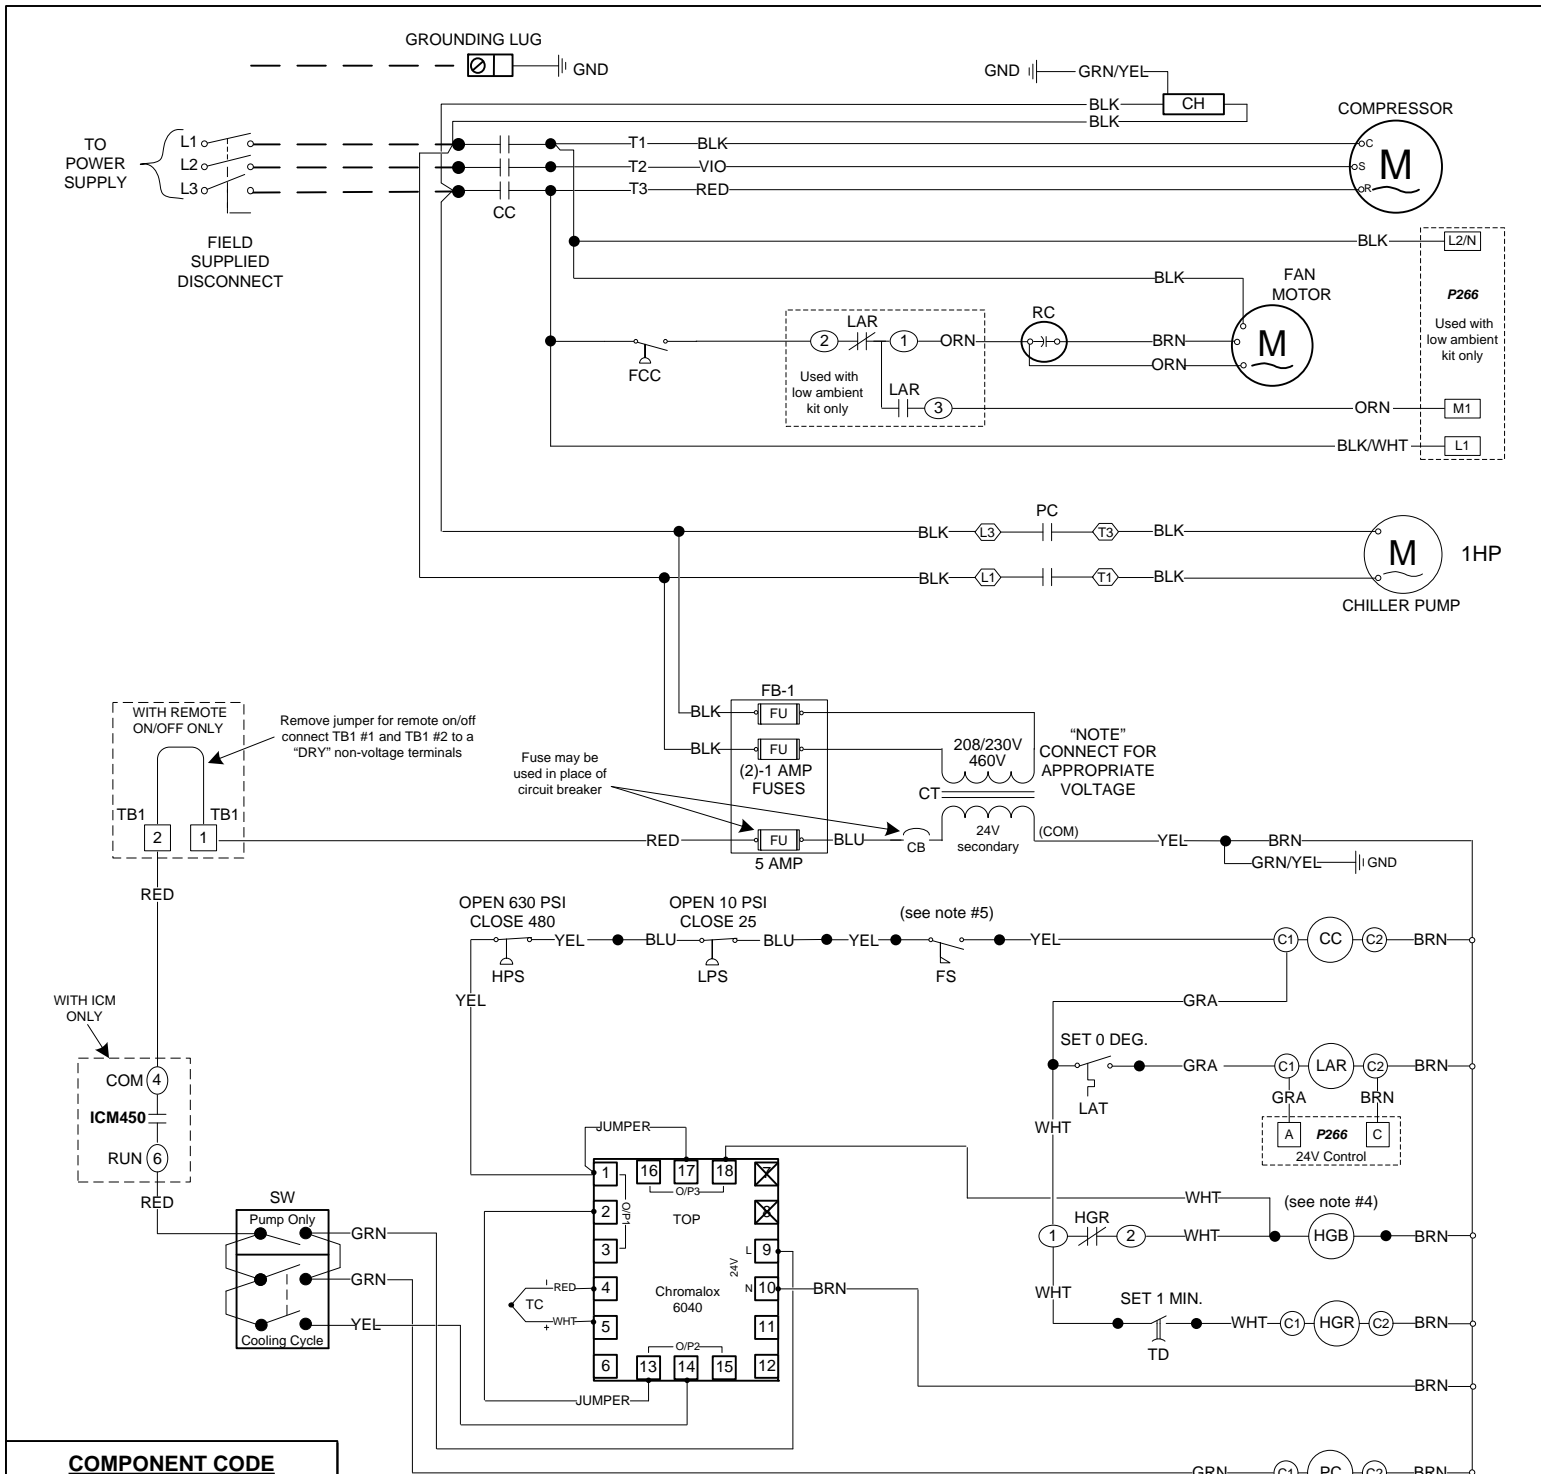 GROUNDING LUG
GND
GND
GRN/YEL
BLK
CH
BLK
COMPRESSOR
TO
POWER
SUPPLY
L1
L2
L3
T1
BLK
T2
VIO
T3
RED
CC
C
S
R
M
FIELD
SUPPLIED
DISCONNECT
BLK
L2/N
BLK
FAN
MOTOR
P266
Used with
low ambient
kit only
RC
LAR
2
1
ORN
BRN
ORN
M
FCC
Used with
low ambient
kit only
LAR
3
ORN
M1
BLK/WHT
L1
PC
BLK
L3
T3
BLK
BLK
L1
T1
BLK
M
1HP
CHILLER PUMP
WITH REMOTE
ON/OFF ONLY
Remove jumper for remote on/off
connect TB1 #1 and TB1 #2 to a
“DRY” non-voltage terminals
TB1
TB1
2
1
FB-1
BLK
FU
BLK
FU
(2)-1 AMP
FUSES
Fuse may be
used in place of
circuit breaker
208/230V
460V
“NOTE”
CONNECT FOR
APPROPRIATE
VOLTAGE
CT
24V
secondary
(COM)
RED
FU
BLU
CB
5 AMP
YEL
BRN
GRN/YEL
GND
RED
OPEN 630 PSI
CLOSE 480
OPEN 10 PSI
CLOSE 25
(see note #5)
YEL
BLU
BLU
YEL
YEL
C1
CC
C2
BRN
HPS
LPS
FS
YEL
GRA
WITH ICM
ONLY
COM
4
ICM450
RUN
6
RED
SET 0 DEG.
GRA
C1
LAR
C2
BRN
LAT
GRA
BRN
A
P266
C
24V Control
WHT
JUMPER
1
16
17
18
7
O/P3
2
O/P1
TOP
8
3
L
9
24V
4
Chromalox
6040
N
10
BRN
5
11
6
O/P2
13
14
15
12
RED
TC
WHT
-
+
JUMPER
WHT
(see note #4)
1
HGR
2
WHT
HGB
BRN
WHT
SET 1 MIN.
WHT
C1
HGR
C2
BRN
TD
BRN
SW
Pump Only
GRN
GRN
YEL
Cooling Cycle
COMPONENT CODE
GRN
C1
PC
C2
BRN